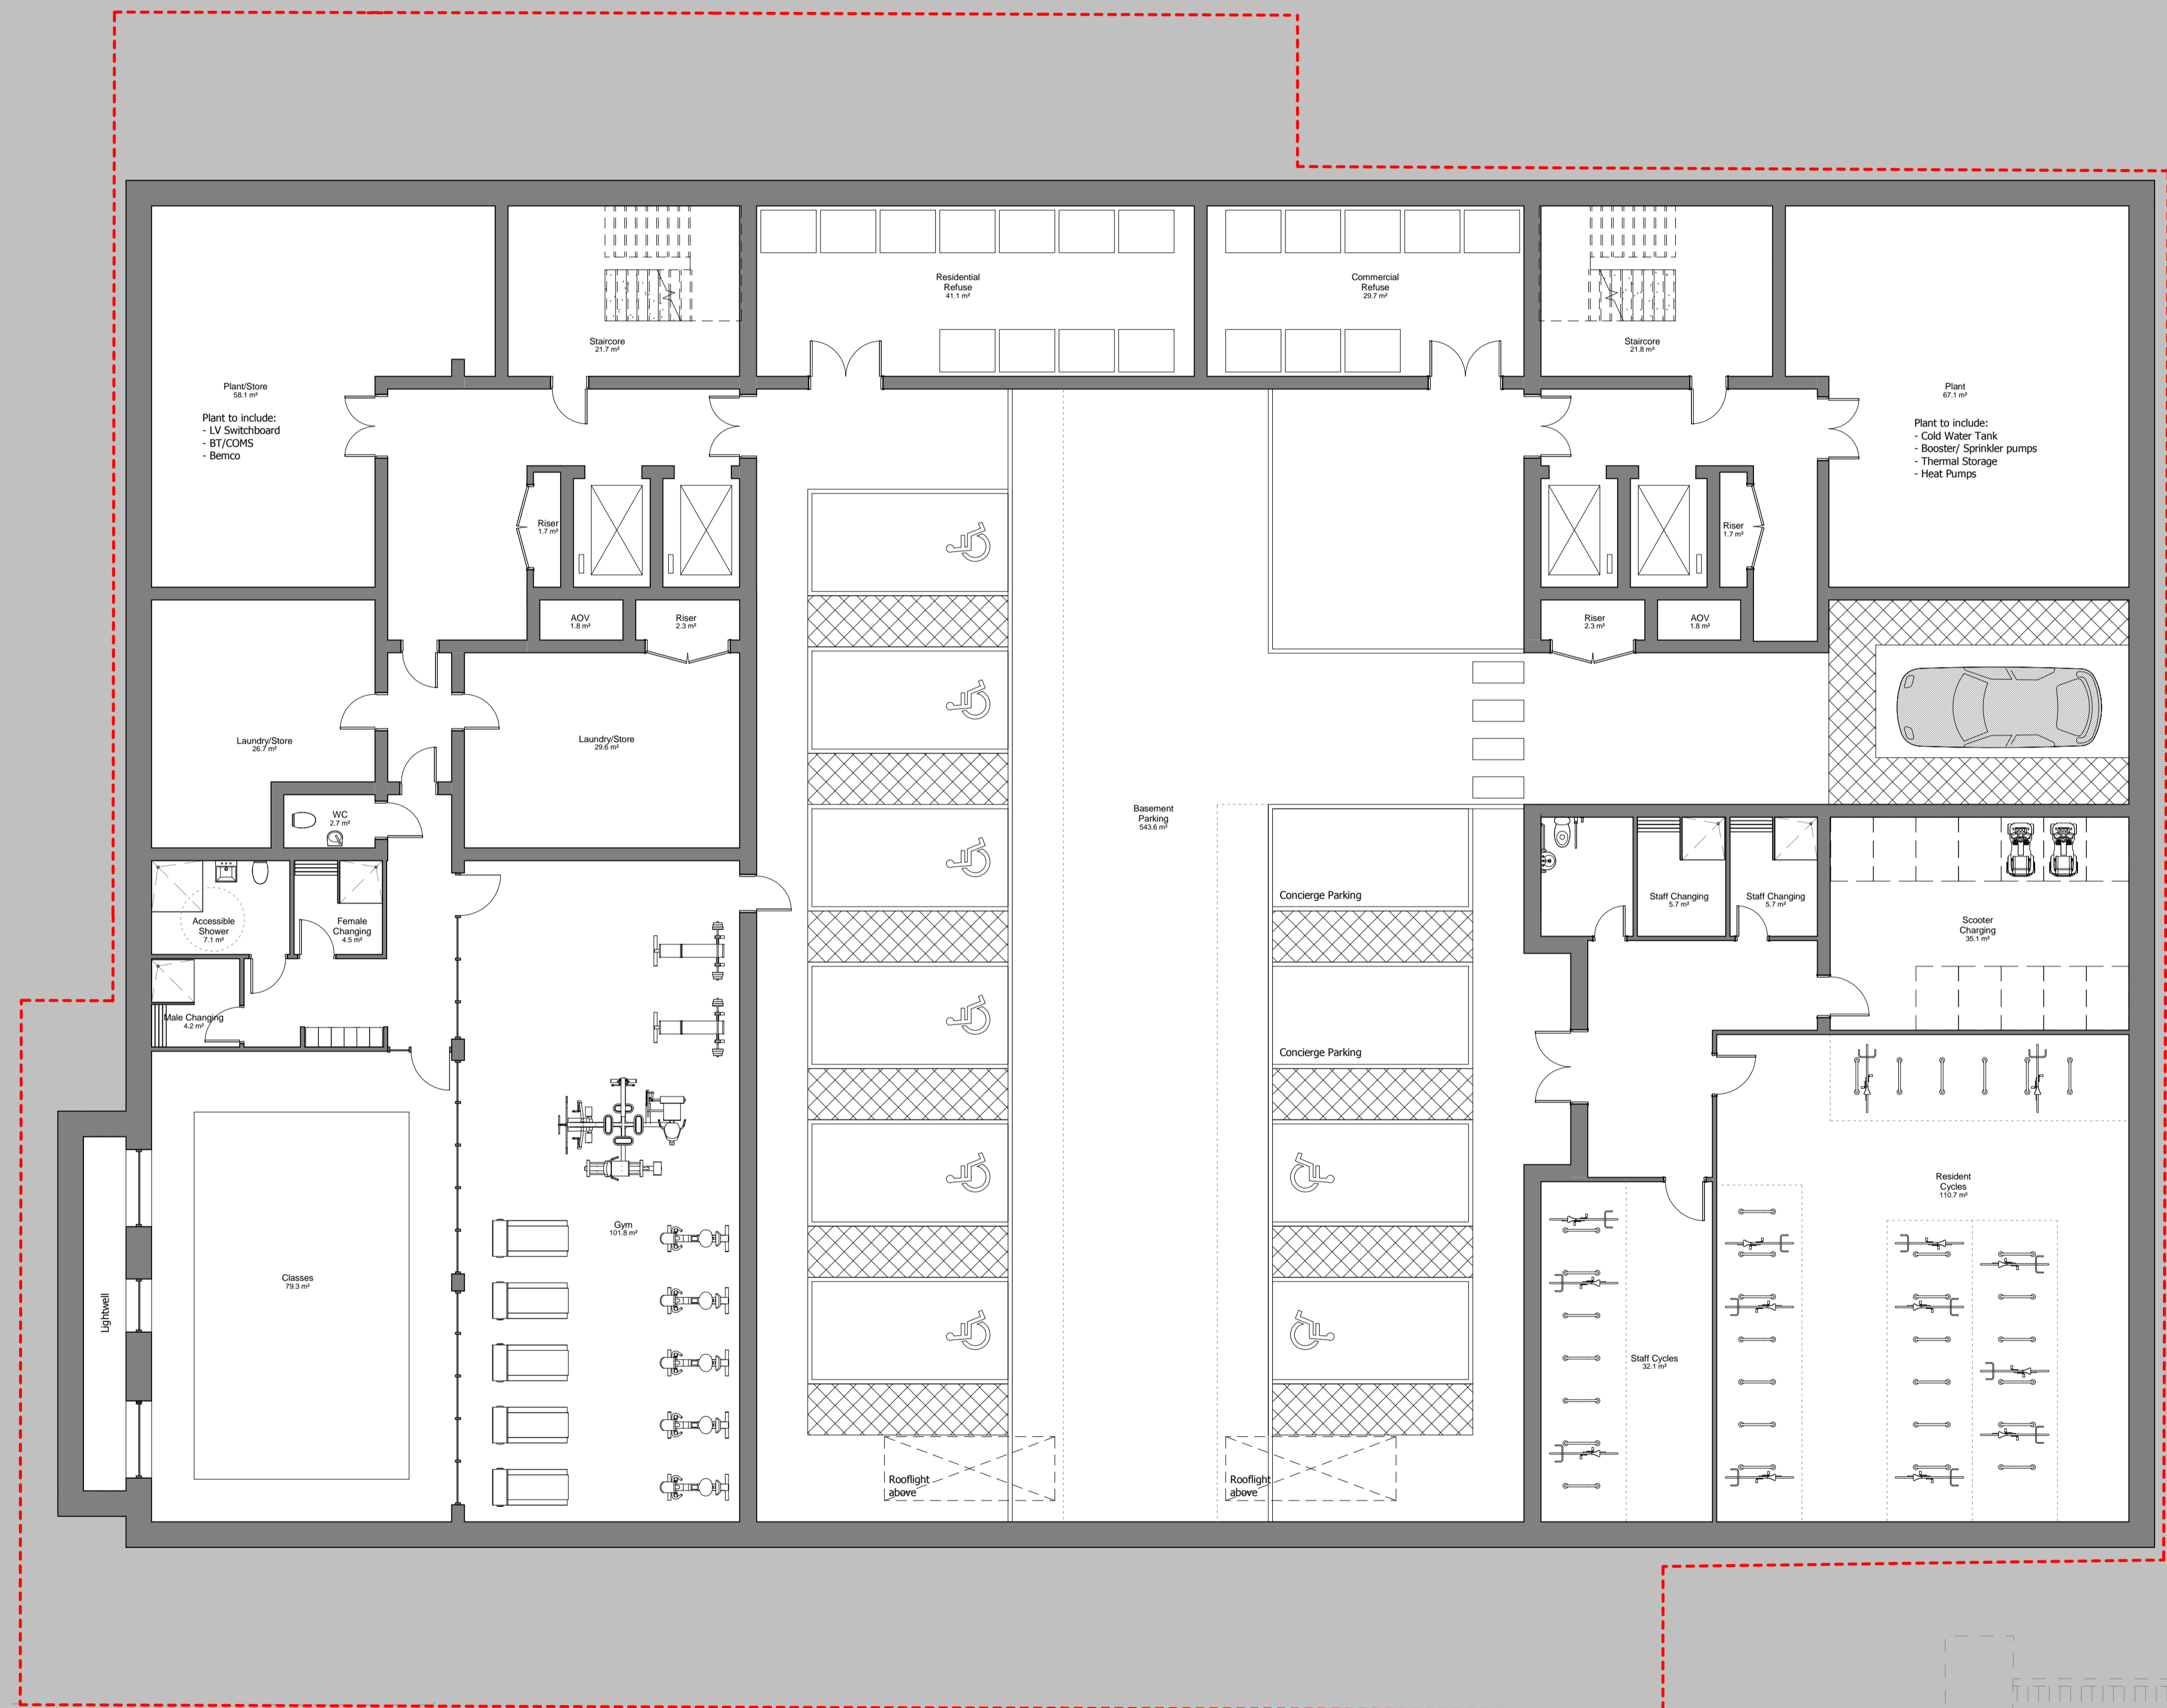 Residential
Refuse
41.1 m²
Commercial
Refuse
29.7 m²
Staircore
21.7 m²
Staircore
21.8 m²
Plant/Store
58.1 m²
Plant to include:
- LV Switchboard
- BT/COMS
- Bemco
Plant
67.1 m²
Plant to include:
- Cold Water Tank
- Booster/ Sprinkler pumps
- Thermal Storage
- Heat Pumps
Riser
1.7 m²
Riser
1.7 m²
AOV
1.8 m²
Riser
2.3 m²
Riser
2.3 m²
AOV
1.8 m²
Laundry/Store
26.7 m²
Laundry/Store
29.6 m²
WC
2.7 m²
Basement
Parking
543.6 m²
Accessible
Shower
7.1 m²
Female
Changing
4.5 m²
Concierge Parking
Staff Changing
5.7 m²
Staff Changing
5.7 m²
Scooter
Charging
35.1 m²
Male Changing
4.2 m²
Concierge Parking
Resident
Cycles
110.7 m²
Gym
101.8 m²
Classes
79.3 m²
Lightwell
Staff Cycles
32.1 m²
Rooflight
above
Rooflight
above